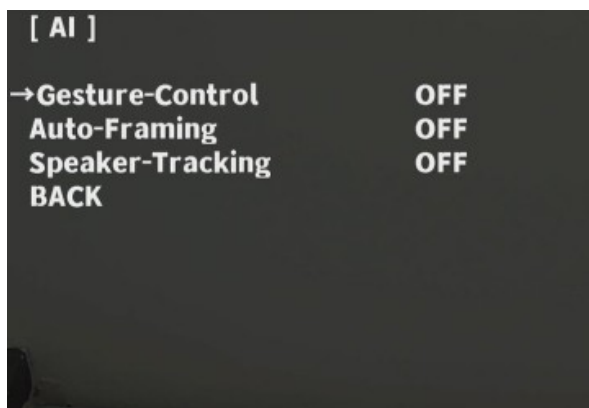 [ AI ]
→Gesture-Control OFF
Auto-Framing OFF
Speaker-Tracking OFF
BACK